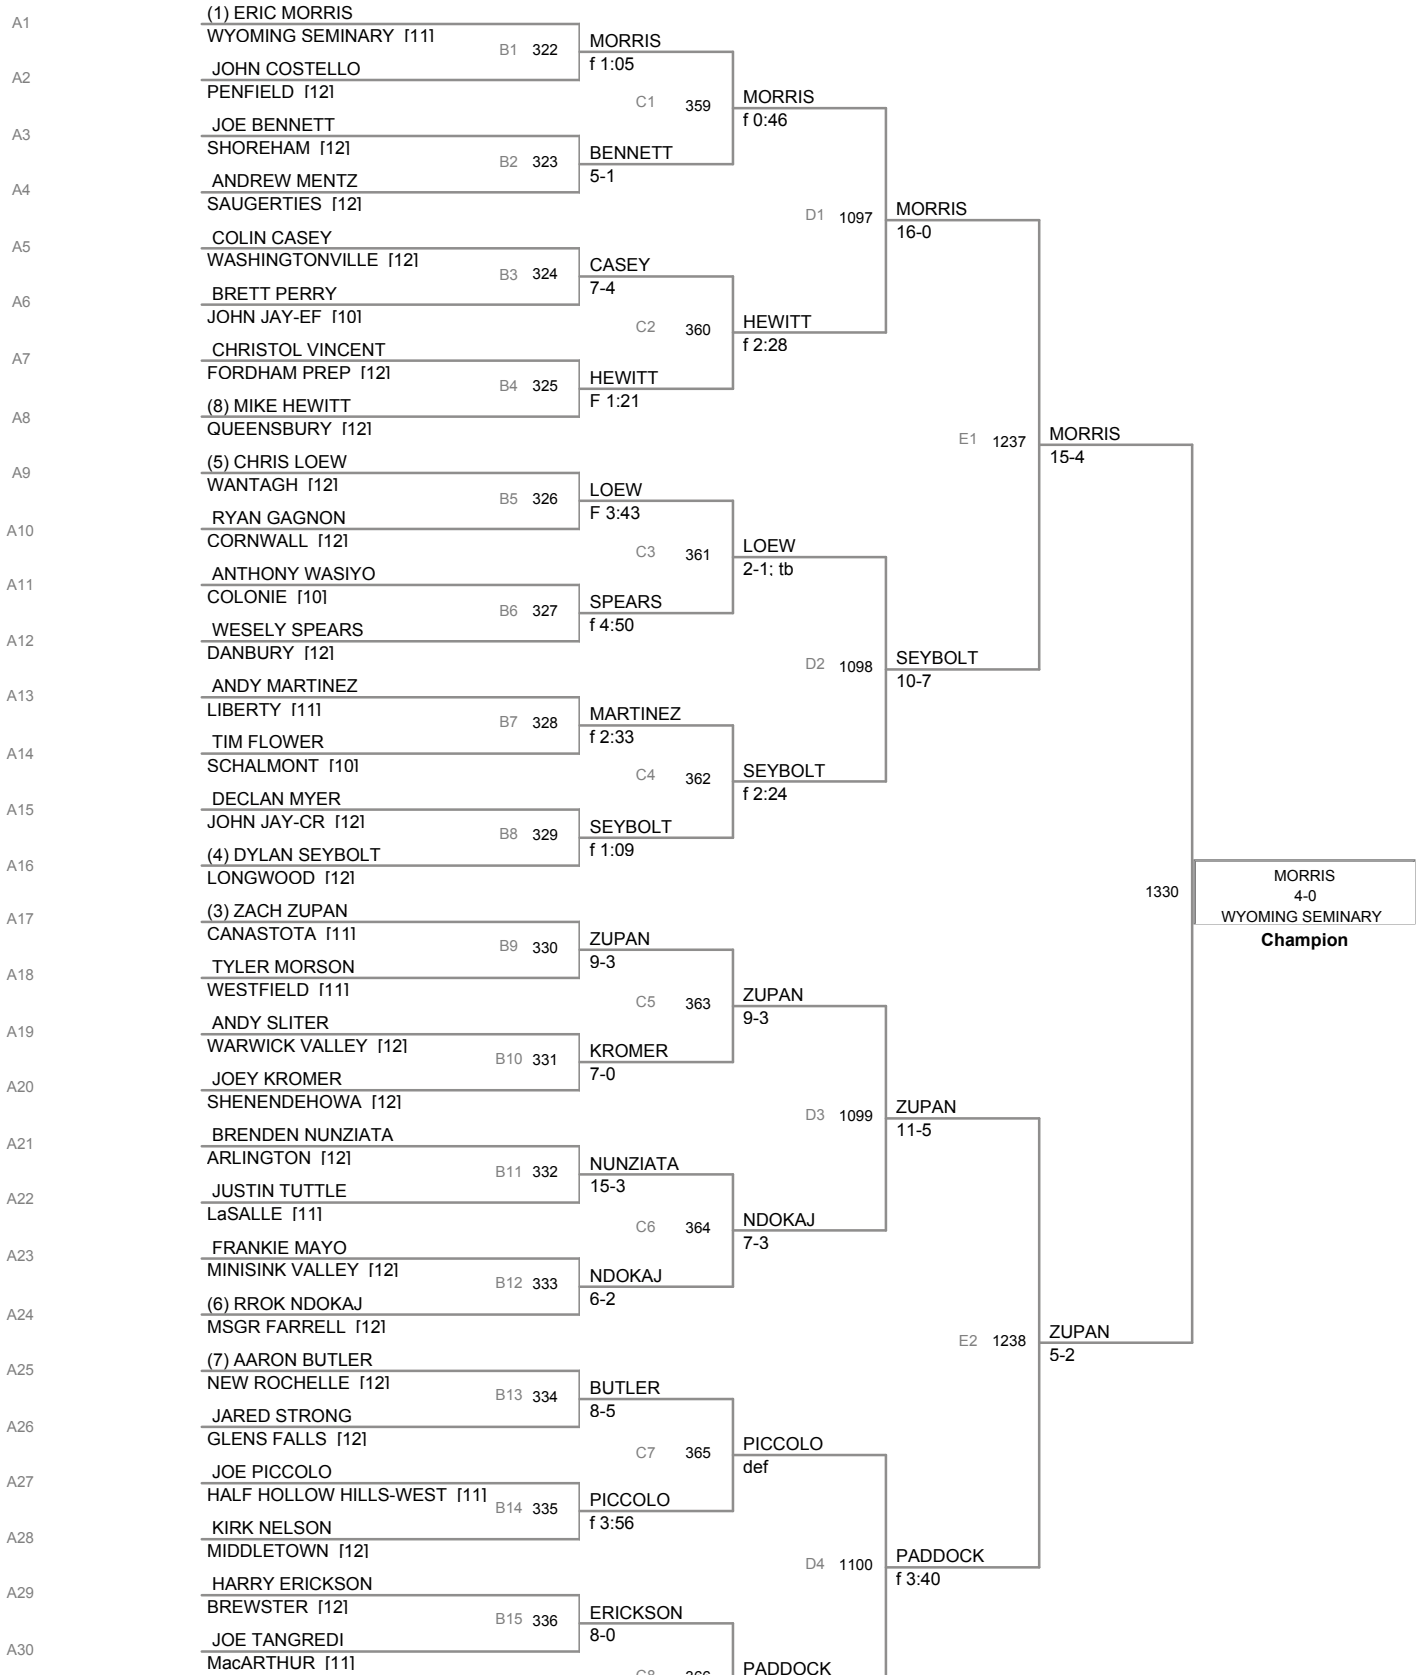 A1 (1) ERIC MORRIS
WYOMING SEMINARY [11]
B1 322 MORRIS
f 1:05
A2 JOHN COSTELLO
PENFIELD [12]
C1 359 MORRIS
f 0:46
A3 JOE BENNETT
SHOREHAM [12]
B2 323 BENNETT
5-1
A4 ANDREW MENTZ
SAUGERTIES [12]
D1 1097 MORRIS
16-0
A5 COLIN CASEY
WASHINGTONVILLE [12]
B3 324 CASEY
7-4
A6 BRETT PERRY
JOHN JAY-EF [10]
C2 360 HEWITT
f 2:28
A7 CHRISTOL VINCENT
FORDHAM PREP [12]
B4 325 HEWITT
F 1:21
A8 (8) MIKE HEWITT
QUEENSBURY [12]
E1 1237 MORRIS
15-4
A9 (5) CHRIS LOEW
WANTAGH [12]
B5 326 LOEW
F 3:43
A10 RYAN GAGNON
CORNWALL [12]
C3 361 LOEW
2-1; tb
A11 ANTHONY WASIYO
COLONIE [10]
B6 327 SPEARS
f 4:50
A12 WESELY SPEARS
DANBURY [12]
D2 1098 SEYBOLT
10-7
A13 ANDY MARTINEZ
LIBERTY [11]
B7 328 MARTINEZ
f 2:33
A14 TIM FLOWER
SCHALMONT [10]
C4 362 SEYBOLT
f 2:24
A15 DECLAN MYER
JOHN JAY-CR [12]
B8 329 SEYBOLT
f 1:09
A16 (4) DYLAN SEYBOLT
LONGWOOD [12]
1330 MORRIS
4-0
WYOMING SEMINARY
Champion
A17 (3) ZACH ZUPAN
CANASTOTA [11]
B9 330 ZUPAN
9-3
A18 TYLER MORSON
WESTFIELD [11]
C5 363 ZUPAN
9-3
A19 ANDY SLITER
WARWICK VALLEY [12]
B10 331 KROMER
7-0
A20 JOEY KROMER
SHENENDEHOWA [12]
D3 1099 ZUPAN
11-5
A21 BRENDEN NUNZIATA
ARLINGTON [12]
B11 332 NUNZIATA
15-3
A22 JUSTIN TUTTLE
LaSALLE [11]
C6 364 NDOKAJ
7-3
A23 FRANKIE MAYO
MINISINK VALLEY [12]
B12 333 NDOKAJ
6-2
A24 (6) RROK NDOKAJ
MSGR FARRELL [12]
E2 1238 ZUPAN
5-2
A25 (7) AARON BUTLER
NEW ROCHELLE [12]
B13 334 BUTLER
8-5
A26 JARED STRONG
GLENS FALLS [12]
C7 365 PICCOLO
def
A27 JOE PICCOLO
HALF HOLLOW HILLS-WEST [11]
B14 335 PICCOLO
f 3:56
A28 KIRK NELSON
MIDDLETOWN [12]
D4 1100 PADDOCK
f 3:40
A29 HARRY ERICKSON
BREWSTER [12]
B15 336 ERICKSON
8-0
A30 JOE TANGREDI
MacARTHUR [11]
C8 366 PADDOCK